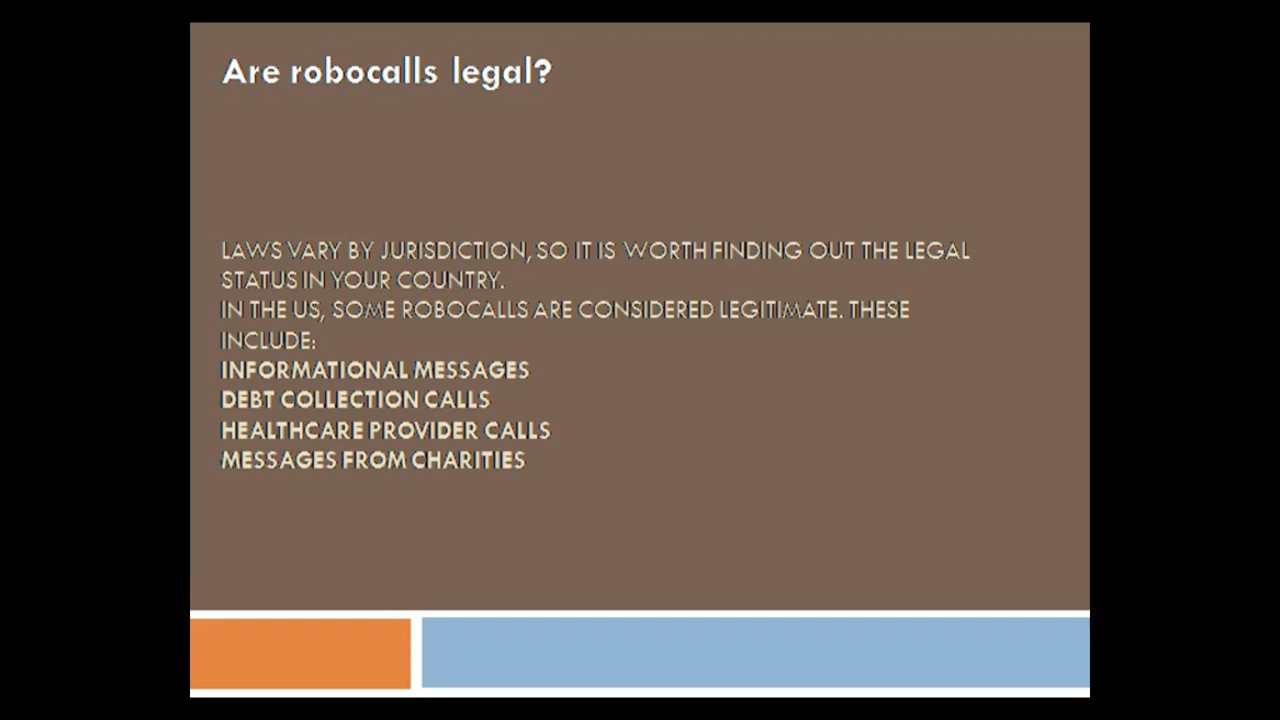 Are robocalls legal?
LAWS VARY BY JURISDICTION, SO IT IS WORTH FINDING OUT THE LEGAL
STATUS IN YOUR COUNTRY.
IN THE US, SOME ROBOCALLS ARE CONSIDERED LEGITIMATE. THESE
INCLUDE:
INFORMATIONAL MESSAGES
DEBT COLLECTION CALLS
HEALTHCARE PROVIDER CALLS
MESSAGES FROM CHARITIES